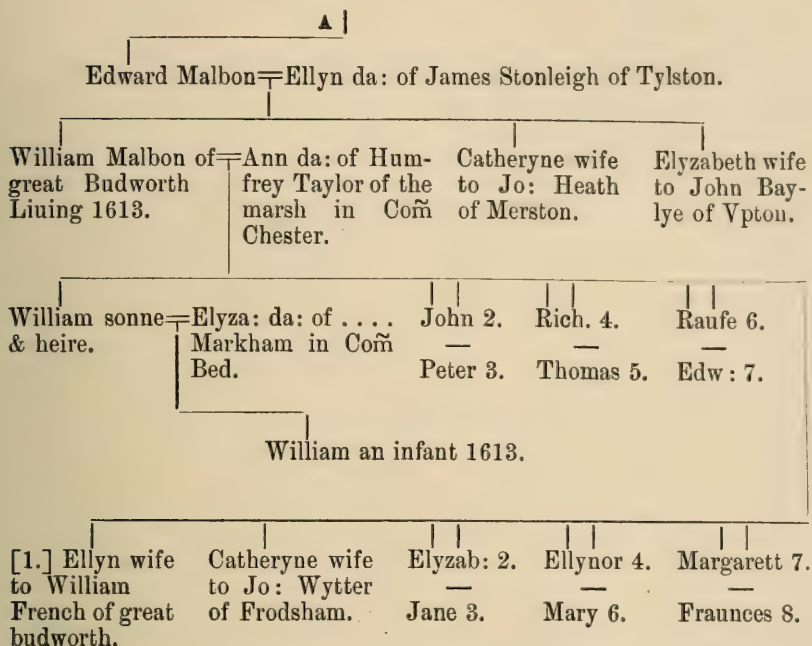 A
Edward Malbon Ellyn da: of James Stonleigh of Tylston.
William Malbon of great Budworth Liuing 1613.
Ann da: of Hum-
frey Taylor of the
marsh in Com̃
Chester.
Catheryne wife
to Jo: Heath
of Merston.
Elyzabeth wife
to John Bay-
lye of Vpton.
William sonne
& heire.
Elyza: da: of . . . .
Markham in Com̃
Bed.
John 2.
—
Peter 3.
Rich. 4.
—
Thomas 5.
Raufe 6.
—
Edw: 7.
William an infant 1613.
[1.] Ellyn wife
to William
French of great
budworth.
Catheryne wife
to Jo: Wytter
of Frodsham.
Elyzab: 2.
—
Jane 3.
Ellynor 4.
—
Mary 6.
Margarett 7.
—
Fraunces 8.